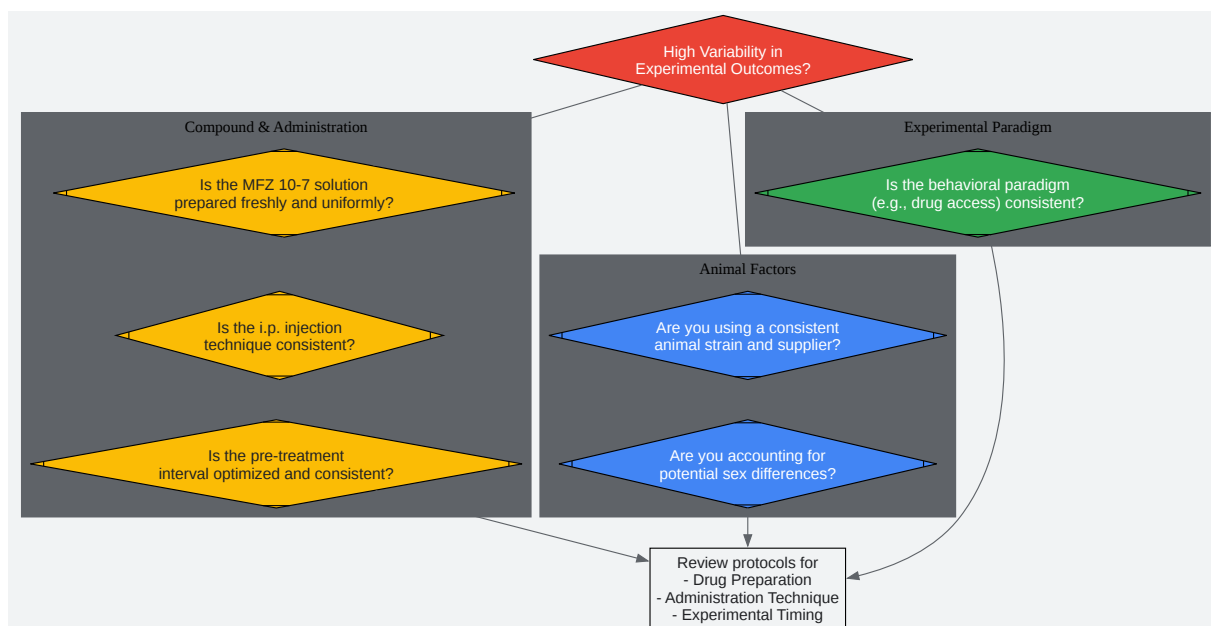 High Variability in
Experimental Outcomes?
Compound & Administration
Is the MFZ 10-7 solution
prepared freshly and uniformly?
Is the i.p. injection
technique consistent?
Is the pre-treatment
interval optimized and consistent?
Experimental Paradigm
Is the behavioral paradigm
(e.g., drug access) consistent?
Animal Factors
Are you using a consistent
animal strain and supplier?
Are you accounting for
potential sex differences?
Review protocols for
- Drug Preparation
- Administration Technique
- Experimental Timing